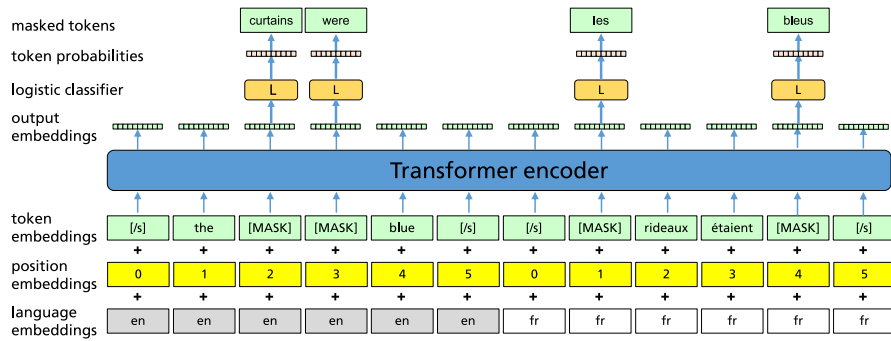 masked tokens curtains were les bleus
token probabilities
logistic classifier L L L L
output
embeddings
Transformer encoder
token
embeddings [/s] the [MASK] [MASK] blue [/s] [/s] [MASK] rideaux étaient [MASK] [/s]
+ + + + + + + + + + + +
position
embeddings 0 1 2 3 4 5 0 1 2 3 4 5
+ + + + + + + + + + + +
language
embeddings en en en en en en fr fr fr fr fr fr